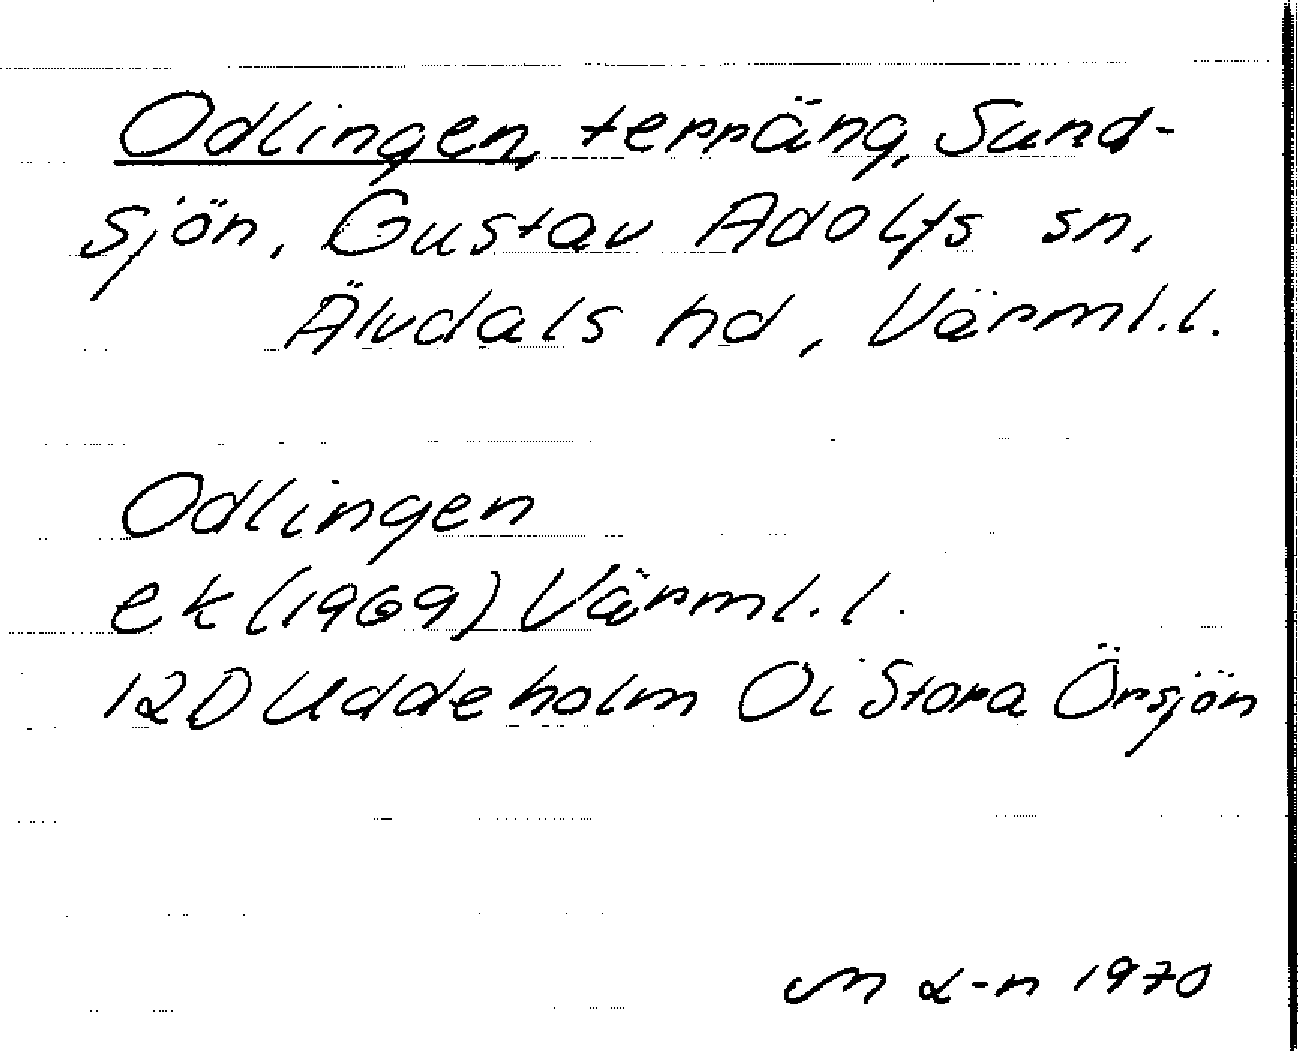 Odlingen, terräng, Sund-
sjön, Gustav Adolfs sn,
Älvdals hd, Värml.l.
Odlingen
ek (1969) Värml.l.
12D Uddeholm Oi Stora Örsjön
M L-n 1970